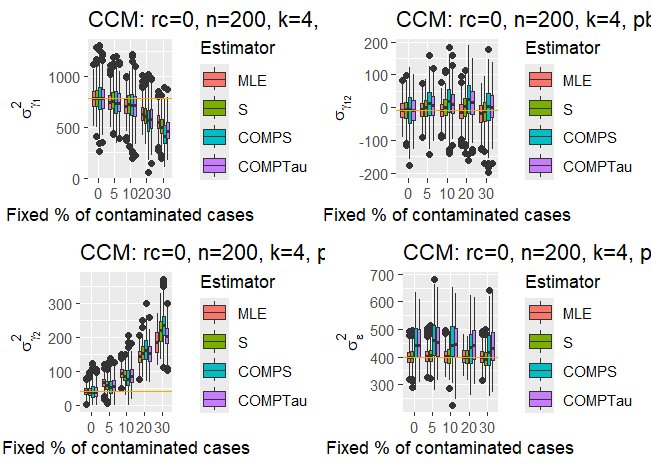 CCM: rc=0, n=200, k=4,
Estimator
MLE
S
COMPS
COMPTau
σ²γ1
1000
500
0
0 5 10 20 30
Fixed % of contaminated cases
CCM: rc=0, n=200, k=4, pb
Estimator
MLE
S
COMPS
COMPTau
σγ12
200
100
0
-100
-200
0 5 10 20 30
Fixed % of contaminated cases
CCM: rc=0, n=200, k=4, p
Estimator
MLE
S
COMPS
COMPTau
σ²γ2
300
200
100
0
0 5 10 20 30
Fixed % of contaminated cases
CCM: rc=0, n=200, k=4, p
Estimator
MLE
S
COMPS
COMPTau
σ²ε
700
600
500
400
300
0 5 10 20 30
Fixed % of contaminated cases